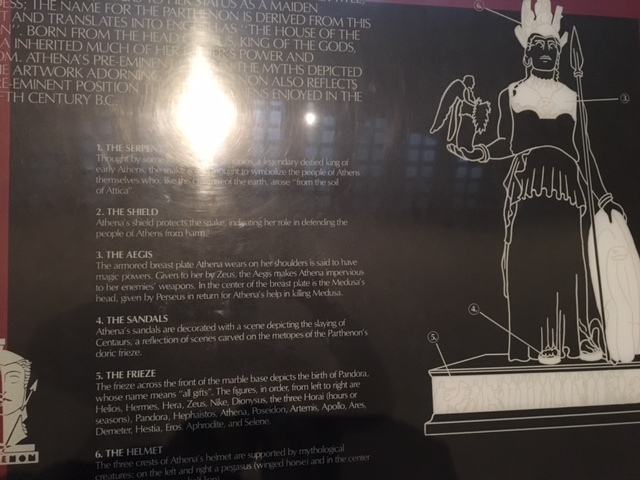 HER STATUS AS A MAIDEN
ESS; THE NAME FOR THE PARTHENON IS DERIVED FROM THIS
T AND TRANSLATES INTO "THE HOUSE OF THE
N". BORN FROM THE HEAD KING OF THE GODS,
A INHERITED MUCH OF HER POWER AND
OM. ATHENA'S PRE-EMINEN THE MYTHS DEPICTED
E ARTWORK ADORNING ON ALSO REFLECTS
RE-EMINENT POSITION T ENS ENJOYED IN THE
FTH CENTURY B.C.
1. THE SERPEN
Thought by some a legendary deified king of
early Athens, the snake thought to symbolize the people of Athens
themselves who, like the of the earth, arose "from the soil
of Attica".
2. THE SHIELD
Athena's shield protects the snake, indicating her role in defending the
people of Athens from harm.
3. THE AEGIS
The armored breast plate Athena wears on her shoulders is said to have
magic powers. Given to her by Zeus, the Aegis makes Athena impervious
to her enemies' weapons. In the center of the breast plate is the Medusa's
head, given by Perseus in return for Athena's help in killing Medusa.
4. THE SANDALS
Athena's sandals are decorated with a scene depicting the slaying of
Centaurs, a reflection of scenes carved on the metopes of the Parthenon's
doric frieze.
5. THE FRIEZE
The frieze across the front of the marble base depicts the birth of Pandora,
whose name means "all gifts". The figures, in order, from left to right are
Helios, Hermes, Hera, Zeus, Nike, Dionysus, the three Horai (hours or
seasons), Pandora, Hephaistos, Athena, Poseidon, Artemis, Apollo, Ares,
Demeter, Hestia, Eros, Aphrodite, and Selene.
6. THE HELMET
The three crests of Athena's helmet are supported by mythological
creatures: on the left and right a pegasus (winged horse) and in the center
6.
3.
4.
5.
ENON